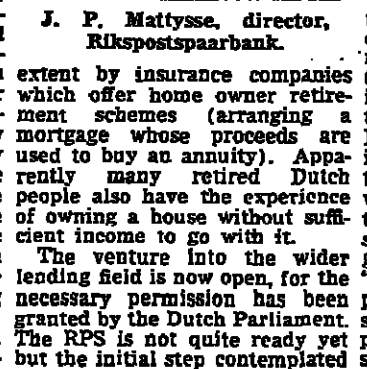 J. P. Mattysse, director,
Rikspostspaarbank.
extent by insurance companies
which offer home owner retire-
ment schemes (arranging a
mortgage whose proceeds are
used to buy an annuity). Appa-
rently many retired Dutch
people also have the experience
of owning a house without suffi-
cient income to go with it.
The venture into the wider
lending field is now open, for the
necessary permission has been
granted by the Dutch Parliament.
The RPS is not quite ready yet
but the initial step contemplated